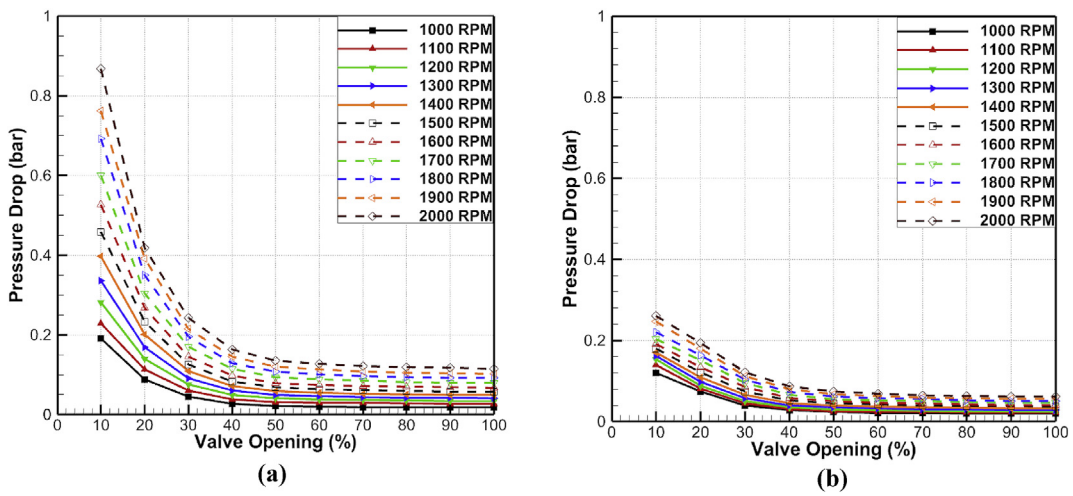 (a)
Pressure Drop (bar)
1
0.8
0.6
0.4
0.2
0
0 10 20 30 40 50 60 70 80 90 100
Valve Opening (%)
1000 RPM
1100 RPM
1200 RPM
1300 RPM
1400 RPM
1500 RPM
1600 RPM
1700 RPM
1800 RPM
1900 RPM
2000 RPM
(a)
(b)
Pressure Drop (bar)
1
0.8
0.6
0.4
0.2
0
0 10 20 30 40 50 60 70 80 90 100
Valve Opening (%)
1000 RPM
1100 RPM
1200 RPM
1300 RPM
1400 RPM
1500 RPM
1600 RPM
1700 RPM
1800 RPM
1900 RPM
2000 RPM
(b)